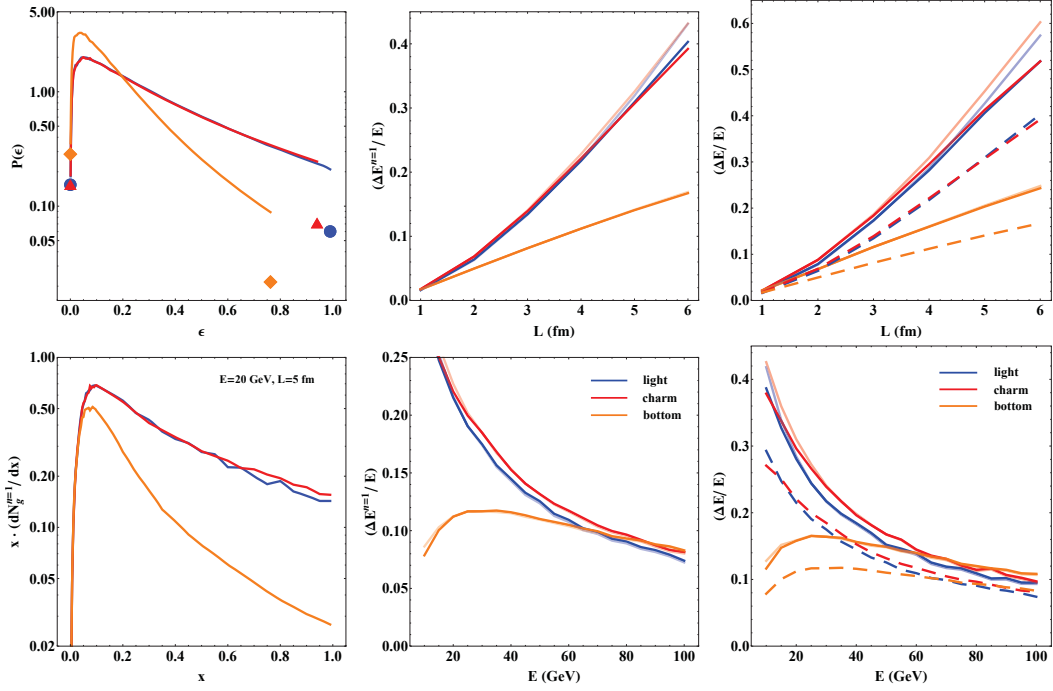 5.00
1.00
0.50
0.10
0.05
P(ϵ)
0.0 0.2 0.4 0.6 0.8 1.0
ϵ
0.4
0.3
0.2
0.1
0.0
⟨ΔE^{n=1}/ E⟩
1 2 3 4 5 6
L (fm)
0.6
0.5
0.4
0.3
0.2
0.1
0.0
⟨ΔE/ E⟩
1 2 3 4 5 6
L (fm)
1.00
0.50
0.20
0.10
0.05
0.02
x · (dN_g^{n=1}/ dx)
E=20 GeV, L=5 fm
0.0 0.2 0.4 0.6 0.8 1.0
x
0.25
0.20
0.15
0.10
0.05
0.00
⟨ΔE^{n=1}/ E⟩
light
charm
bottom
20 40 60 80 100
E (GeV)
0.4
0.3
0.2
0.1
0.0
⟨ΔE/ E⟩
light
charm
bottom
20 40 60 80 100
E (GeV)